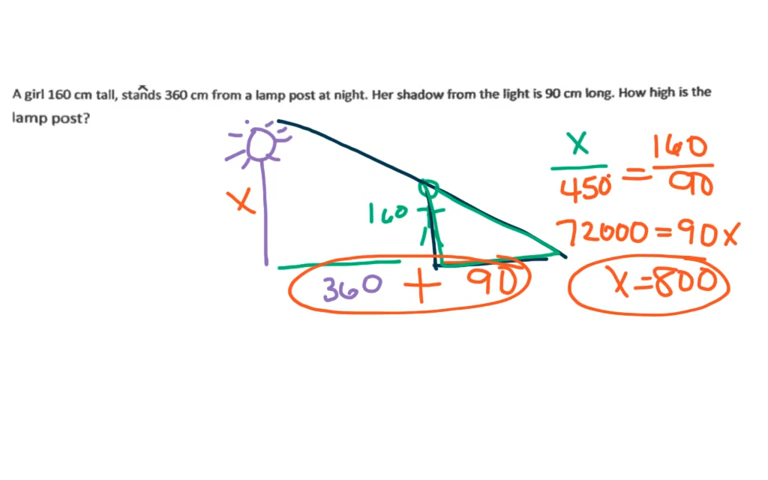 A girl 160 cm tall, stands 360 cm from a lamp post at night. Her shadow from the light is 90 cm long. How high is the
lamp post?
x/450 = 160/90
x
160
72000=90x
360 + 90
x=800